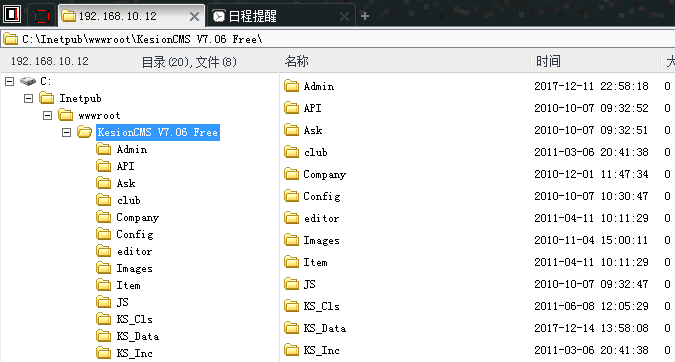 192.168.10.12 日程提醒
C:\Inetpub\wwwroot\KesionCMS V7.06 Free\
192.168.10.12 目录(20),文件(8) 名称 时间
C:
Inetpub
wwwroot
KesionCMS V7.06 Free
Admin
API
Ask
club
Company
Config
editor
Images
Item
JS
KS_Cls
KS_Data
KS_Inc
Admin 2017-12-11 22:58:18 0
API 2010-10-07 09:32:52 0
Ask 2010-10-07 09:32:51 0
club 2011-03-06 20:41:38 0
Company 2010-12-01 11:47:34 0
Config 2010-10-07 10:30:47 0
editor 2011-04-11 10:11:29 0
Images 2010-11-04 15:00:11 0
Item 2011-04-11 10:11:29 0
JS 2010-10-07 09:32:47 0
KS_Cls 2011-06-08 12:05:29 0
KS_Data 2017-12-14 13:58:08 0
KS_Inc 2011-03-06 20:41:38 0